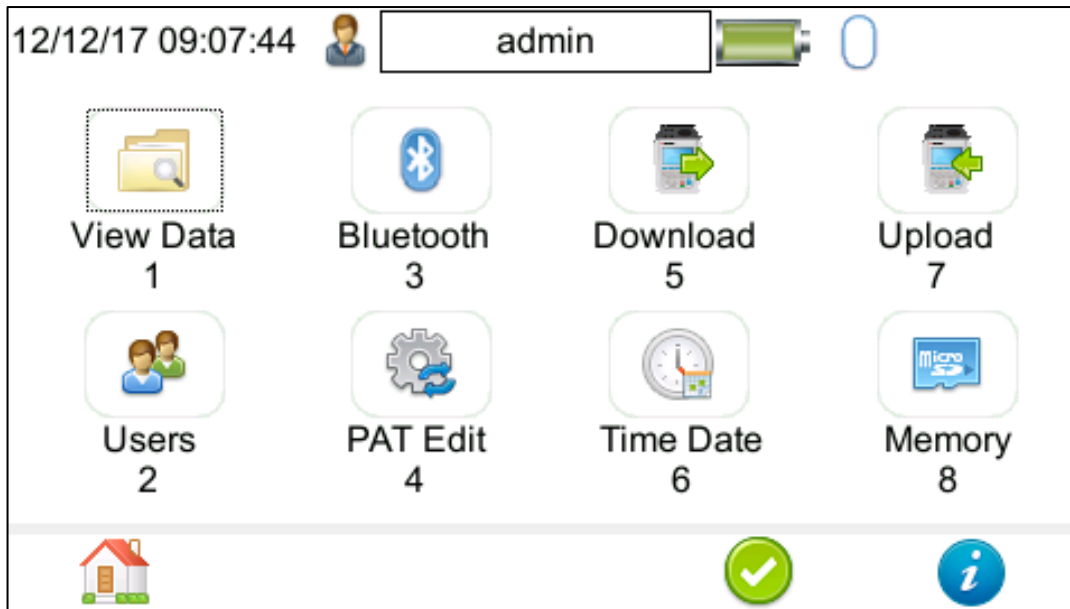 12/12/17 09:07:44 admin
View Data Bluetooth Download Upload
1 3 5 7
Micro SD
Users PAT Edit Time Date Memory
2 4 6 8